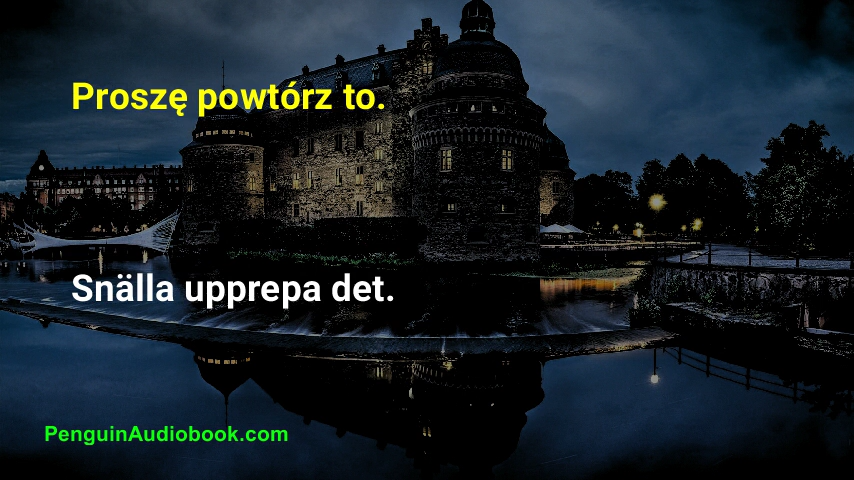 Proszę powtórz to.
Snälla upprepa det.
PenguinAudiobook.com